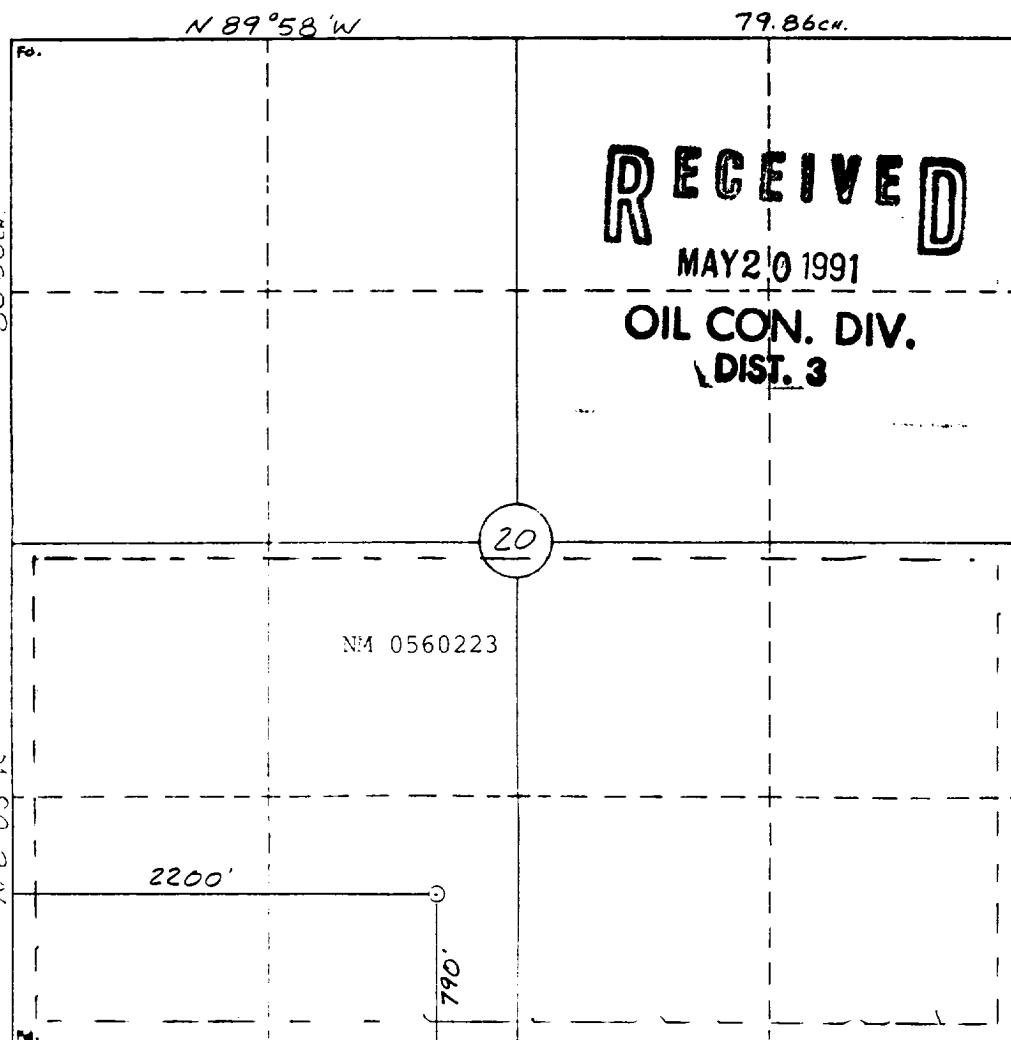 N 89°58'W 79.86CH.
Fd.
RECEIVED
MAY 20 1991
OIL CON. DIV.
DIST. 3
20
NM 0560223
2200'
790'
Fd.